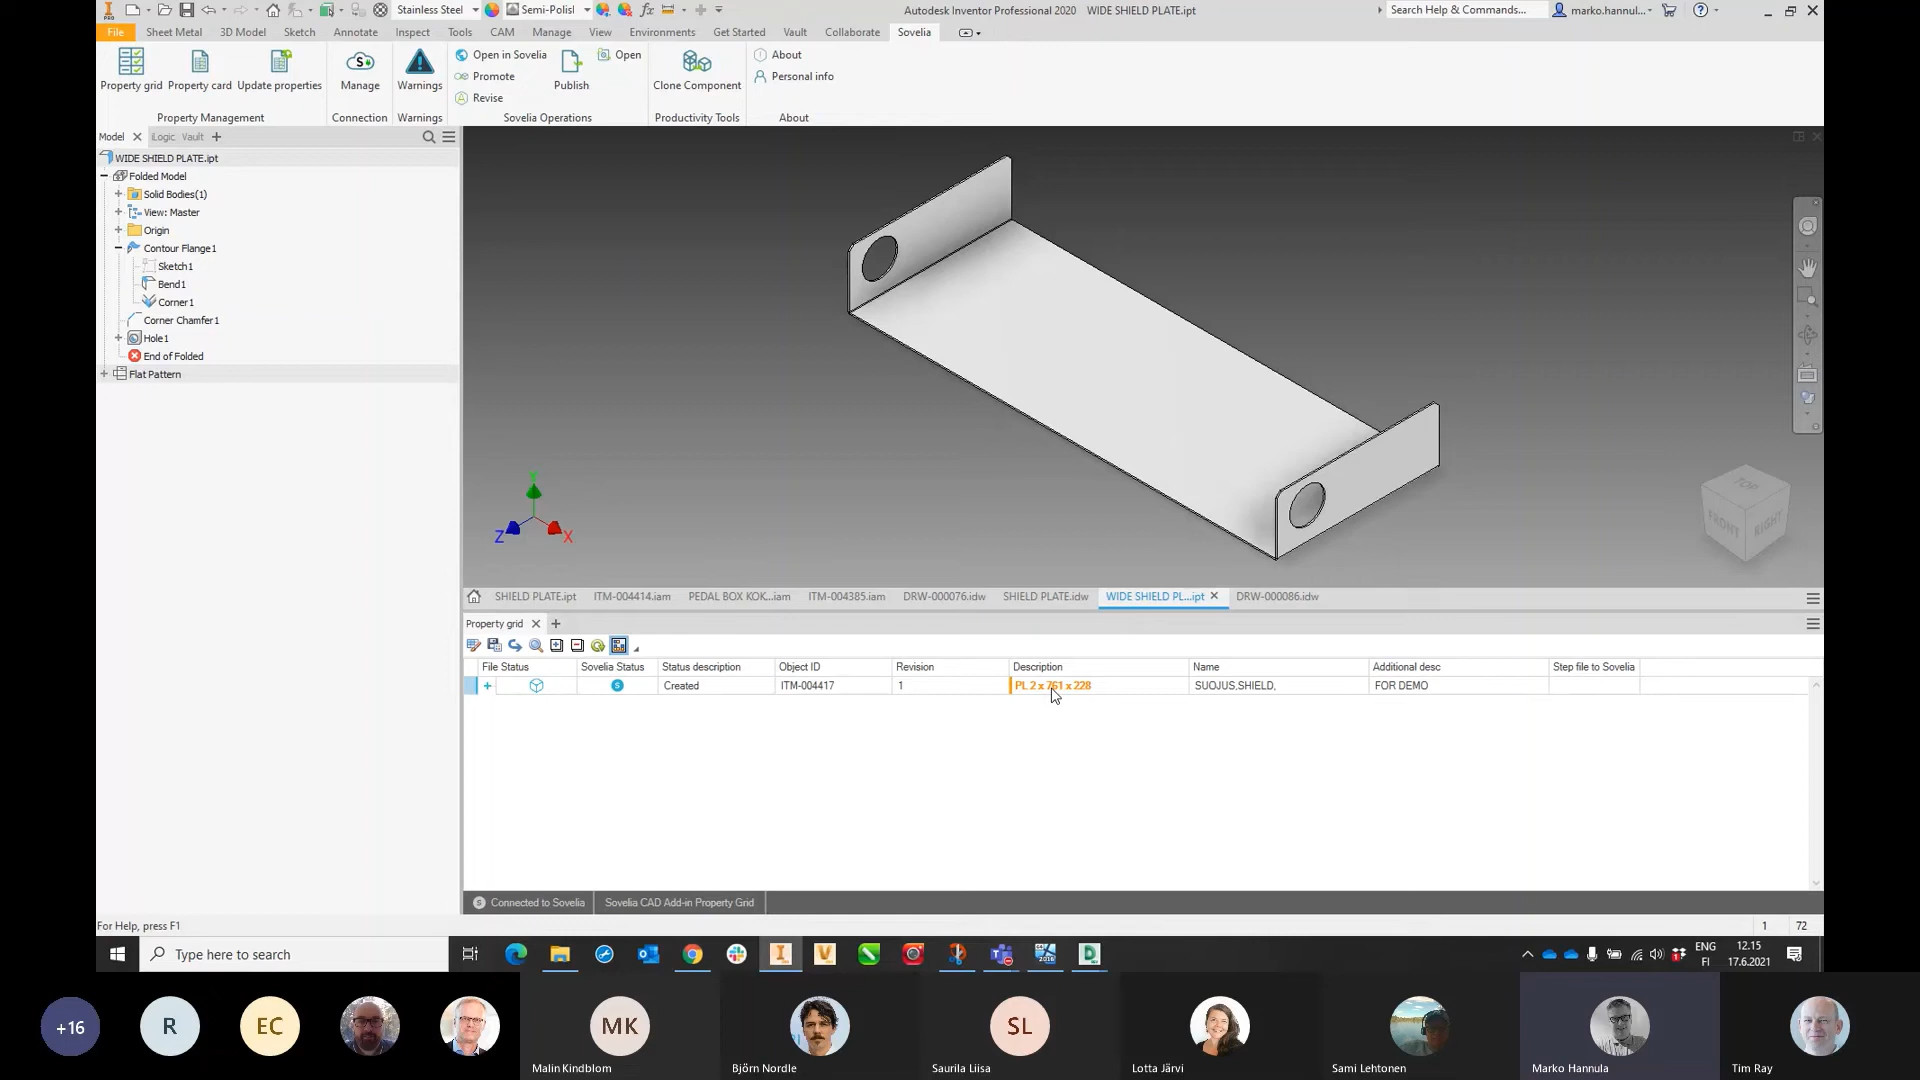 Stainless Steel
Semi-Polisl
Autodesk Inventor Professional 2020 WIDE SHIELD PLATE.ipt
Search Help & Commands...
marko.hannul...
File
Sheet Metal
3D Model
Sketch
Annotate
Inspect
Tools
CAM
Manage
View
Environments
Get Started
Vault
Collaborate
Sovelia
Property grid
Property card
Update properties
Manage
Warnings
Open in Sovelia
Promote
Revise
Publish
Open
Clone Component
About
Personal info
Property Management
Connection
Warnings
Sovelia Operations
Productivity Tools
About
Model
iLogic
Vault
WIDE SHIELD PLATE.ipt
Folded Model
Solid Bodies(1)
View: Master
Origin
Contour Flange1
Sketch1
Bend1
Corner1
Corner Chamfer1
Hole1
End of Folded
Flat Pattern
Y
Z
X
TOP
FRONT
RIGHT
SHIELD PLATE.ipt
ITM-004414.iam
PEDAL BOX KOK...iam
ITM-004385.iam
DRW-000076.idw
SHIELD PLATE.idw
WIDE SHIELD PL...ipt
DRW-000086.idw
Property grid
File Status
Sovelia Status
Status description
Object ID
Revision
Description
Name
Additional desc
Step file to Sovelia
Created
ITM-004417
1
PL 2 x 761 x 228
SUOJUS,SHIELD,
FOR DEMO
Connected to Sovelia
Sovelia CAD Add-in Property Grid
For Help, press F1
1
72
Type here to search
ENG
FI
12.15
17.6.2021
+16
R
EC
MK
SL
Malin Kindblom
Björn Nordle
Saurila Liisa
Lotta Järvi
Sami Lehtonen
Marko Hannula
Tim Ray